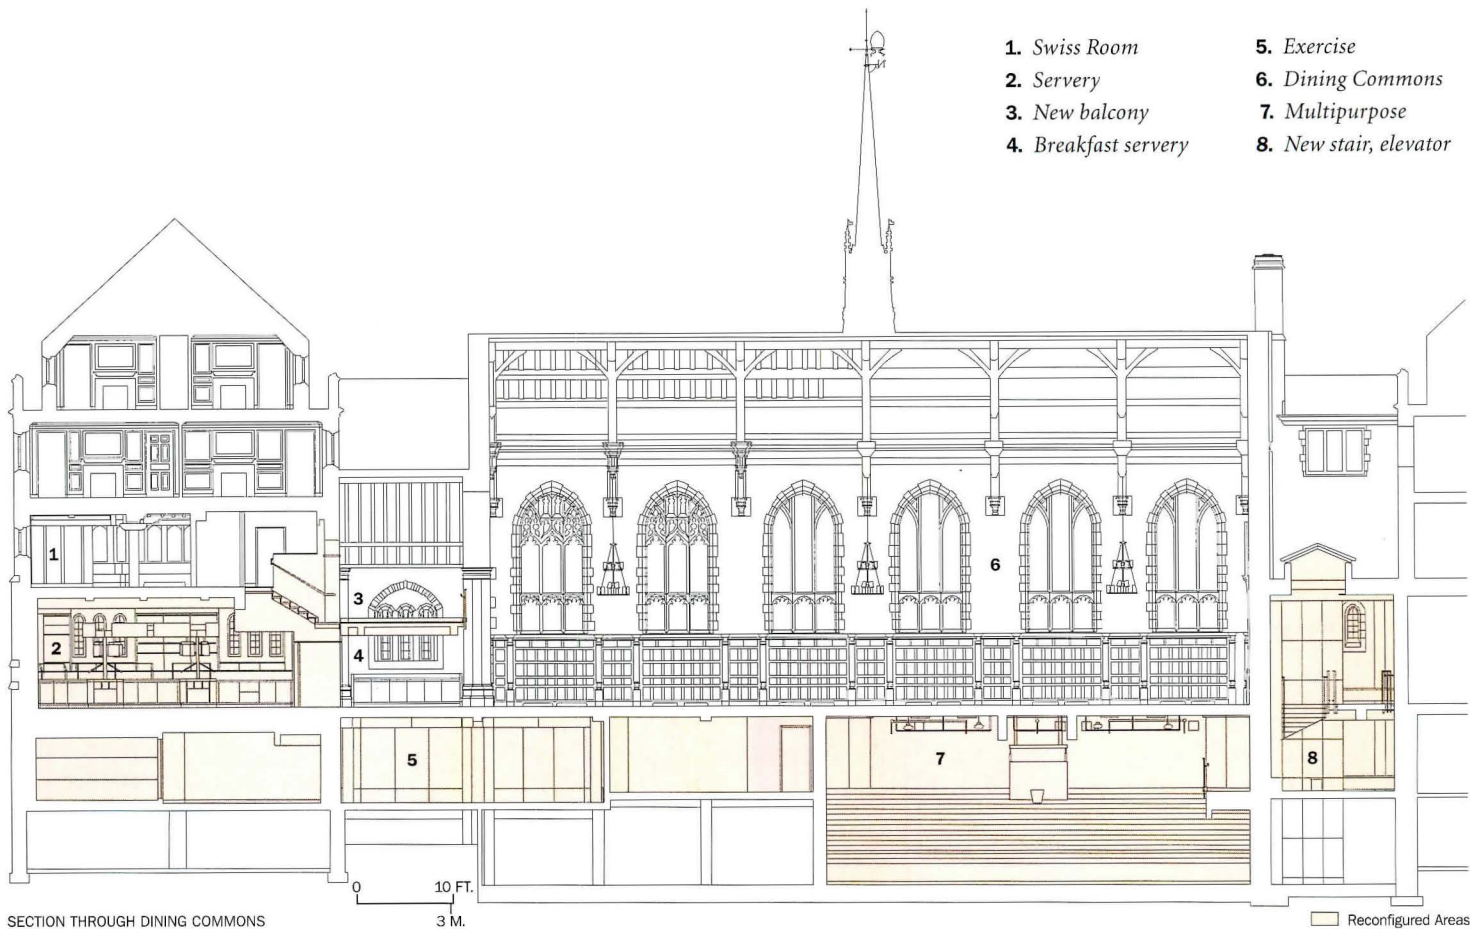 1. Swiss Room
2. Servery
3. New balcony
4. Breakfast servery
5. Exercise
6. Dining Commons
7. Multipurpose
8. New stair, elevator
N
1
2
3
4
5
6
7
8
0 10 FT.
3 M.
SECTION THROUGH DINING COMMONS
Reconfigured Areas